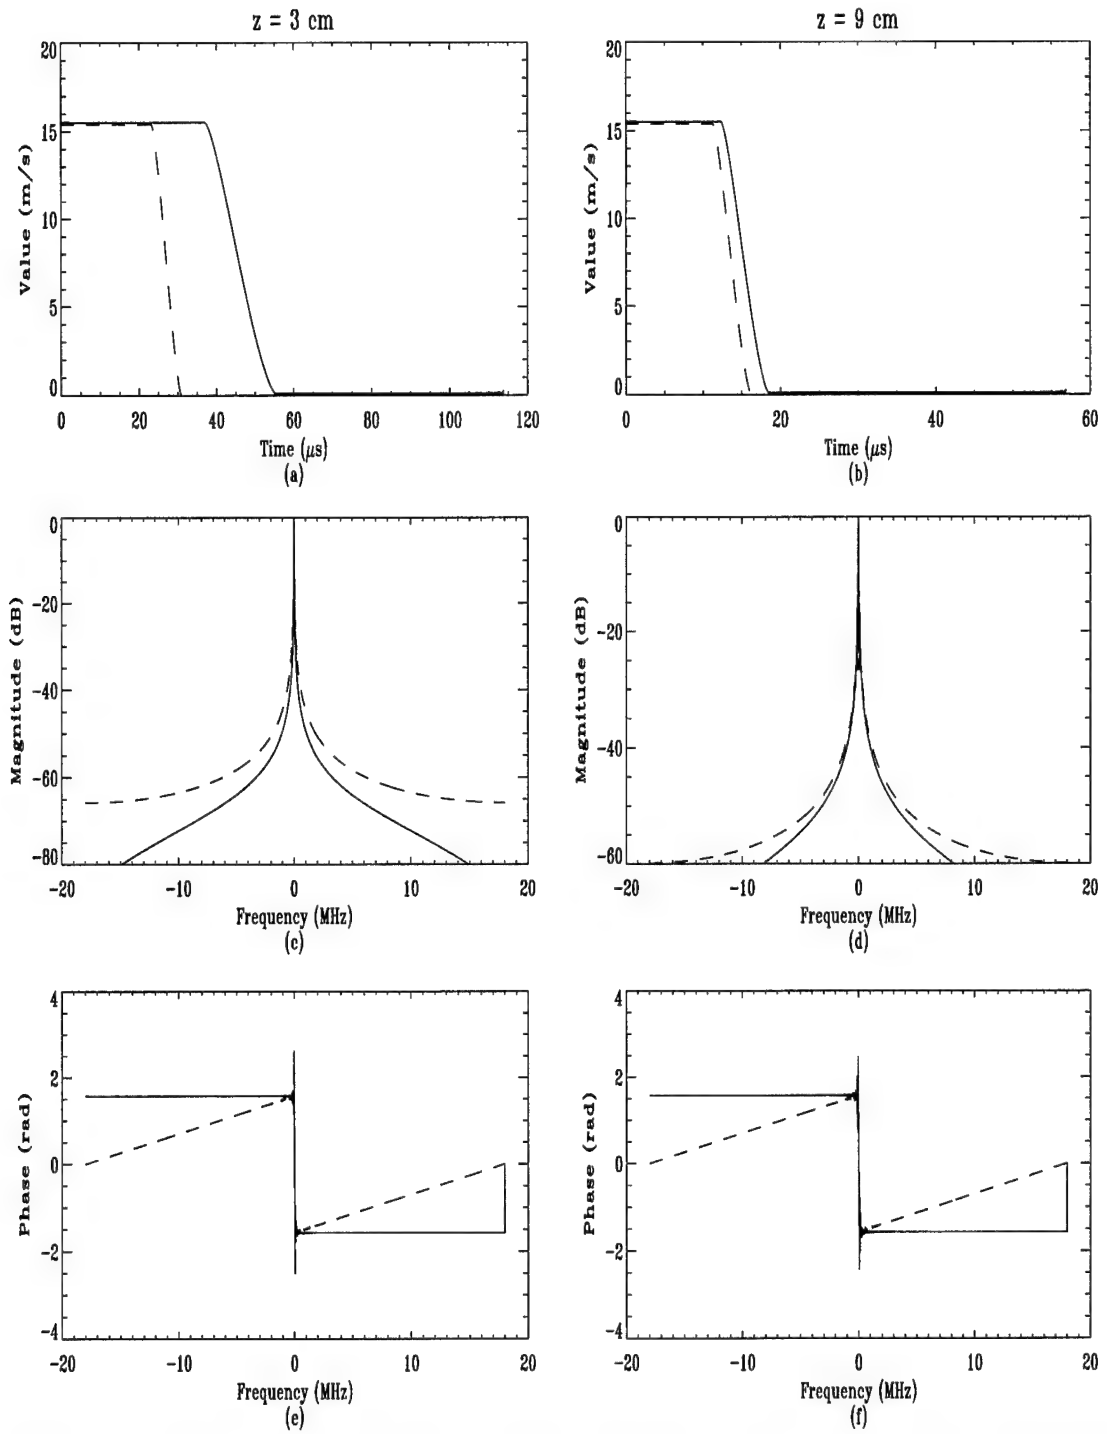 z = 3 cm
z = 9 cm
20
15
10
5
0
Value (m/s)
0 20 40 60 80 100 120
Time (μs)
(a)
20
15
10
5
0
Value (m/s)
0 20 40 60
Time (μs)
(b)
0
-20
-40
-60
-80
Magnitude (dB)
-20 -10 0 10 20
Frequency (MHz)
(c)
0
-20
-40
-60
Magnitude (dB)
-20 -10 0 10 20
Frequency (MHz)
(d)
4
2
0
-2
-4
Phase (rad)
-20 -10 0 10 20
Frequency (MHz)
(e)
4
2
0
-2
-4
Phase (rad)
-20 -10 0 10 20
Frequency (MHz)
(f)